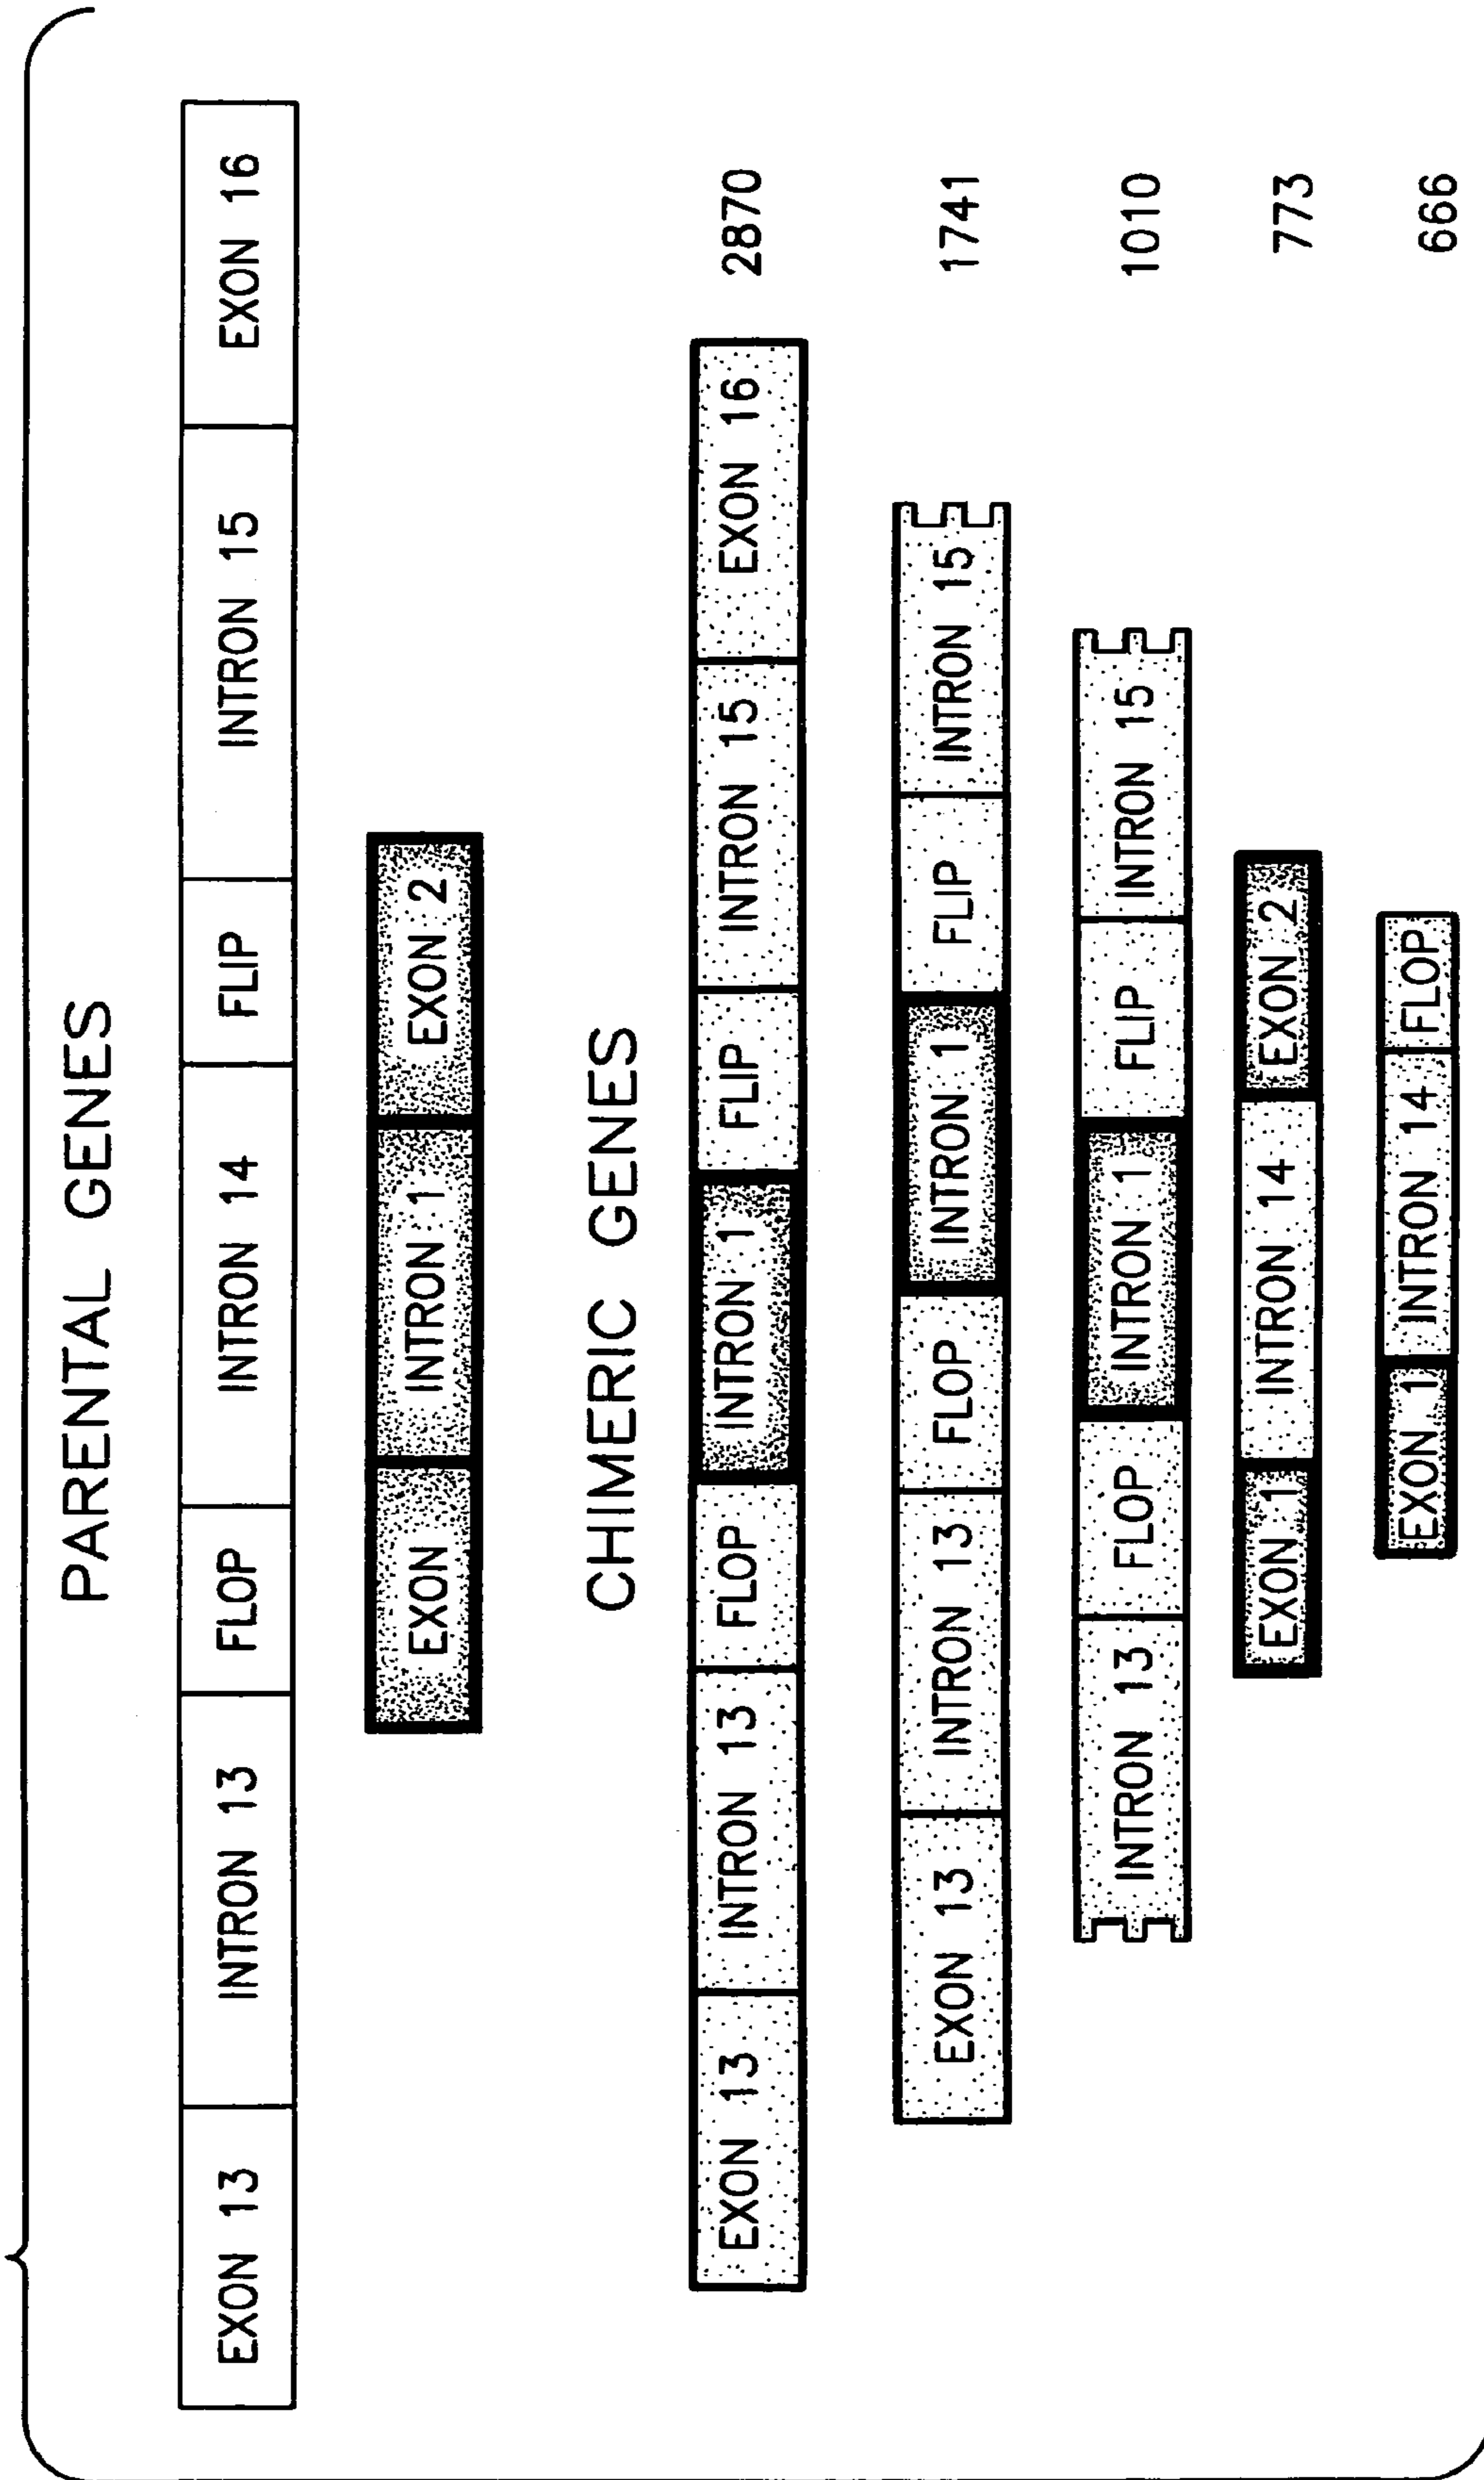 PARENTAL GENES
EXON 13 INTRON 13 FLOP INTRON 14 FLIP INTRON 15 EXON 16
EXON INTRON 1 EXON 2
CHIMERIC GENES
EXON 13 INTRON 13 FLOP INTRON 1 FLIP INTRON 15 EXON 16 2870
EXON 13 INTRON 13 FLOP INTRON 1 FLIP INTRON 15 1741
INTRON 13 FLOP INTRON 1 FLIP INTRON 15 1010
EXON 1 INTRON 14 EXON 2 773
EXON 1 INTRON 14 FLOP 666